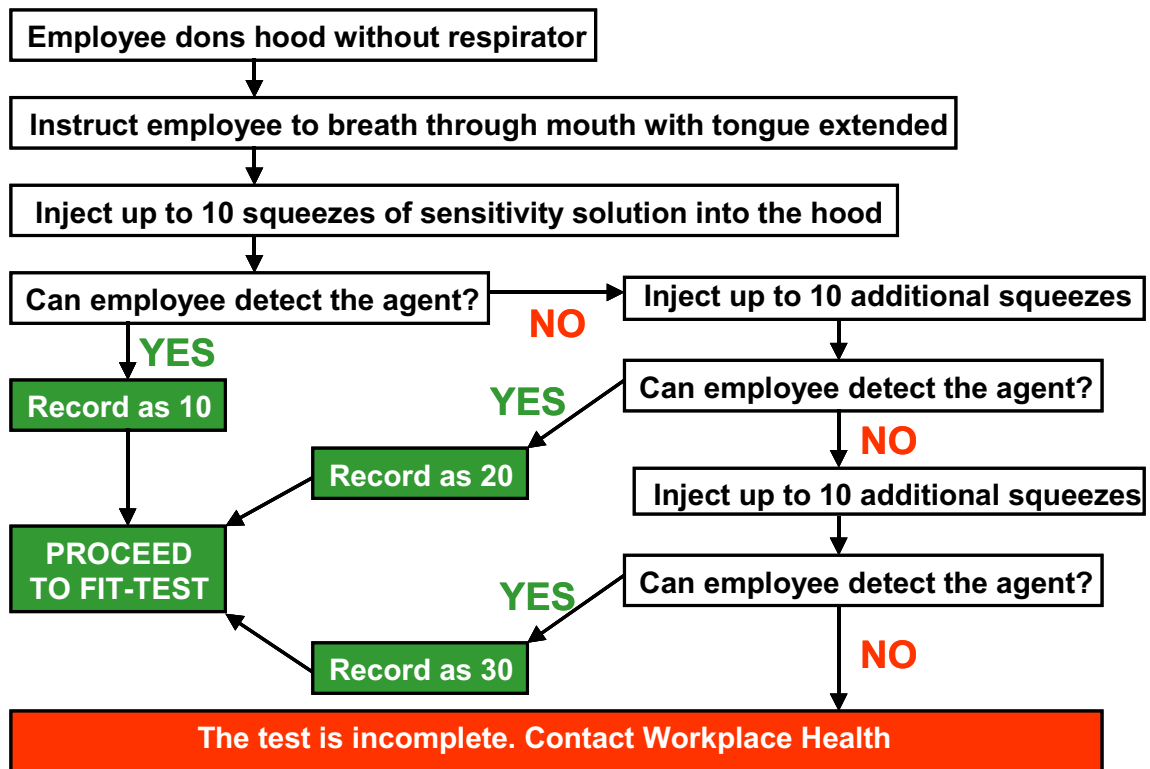 Employee dons hood without respirator
Instruct employee to breath through mouth with tongue extended
Inject up to 10 squeezes of sensitivity solution into the hood
Can employee detect the agent?
NO
Inject up to 10 additional squeezes
YES
Record as 10
Can employee detect the agent?
YES
Record as 20
NO
Inject up to 10 additional squeezes
PROCEED
TO FIT-TEST
Can employee detect the agent?
YES
Record as 30
NO
The test is incomplete. Contact Workplace Health